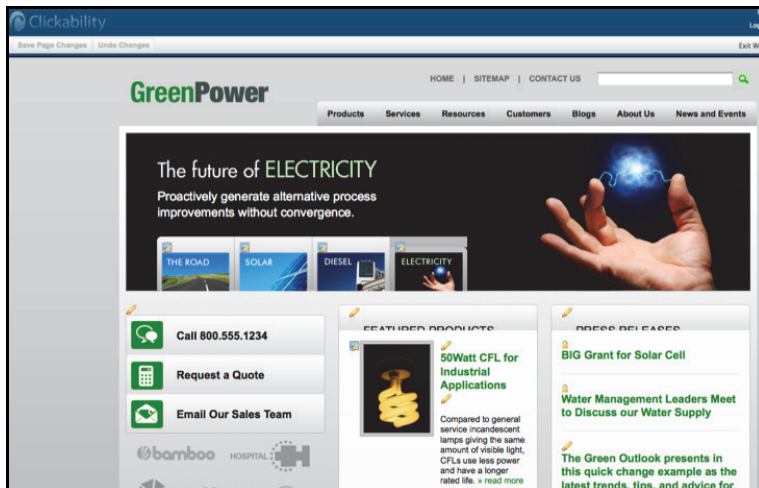 Clickability
Save Page Changes
Undo Changes
Exit W
GreenPower
HOME | SITEMAP | CONTACT US
Products Services Resources Customers Blogs About Us News and Events
The future of ELECTRICITY
Proactively generate alternative process
improvements without convergence.
THE ROAD
SOLAR
DIESEL
ELECTRICITY
Call 800.555.1234
Request a Quote
Email Our Sales Team
bamboo
HOSPITAL
FEATURED PRODUCTS
50Watt CFL for
Industrial
Applications
Compared to general
service incandescent
lamps giving the same
amount of visible light,
CFLs use less power
and have a longer
rated life. » read more
PRESS RELEASES
BIG Grant for Solar Cell
Water Management Leaders Meet
to Discuss our Water Supply
The Green Outlook presents in
this quick change example as the
latest trends, tips, and advice for